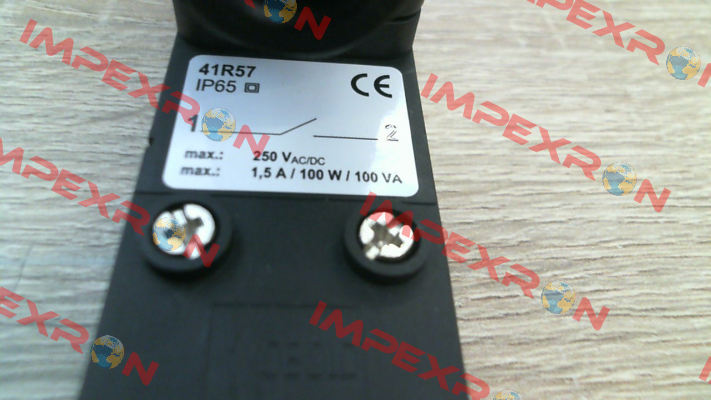 41R57
IP65
CE
1 2
max.: 250 VAC/DC
max.: 1,5 A / 100 W / 100 VA
IMPEXRON
IMPEXRON
IMPEXRON
IMPEXRON
IMPEXRON
IMPEXRON
IMPEXRON